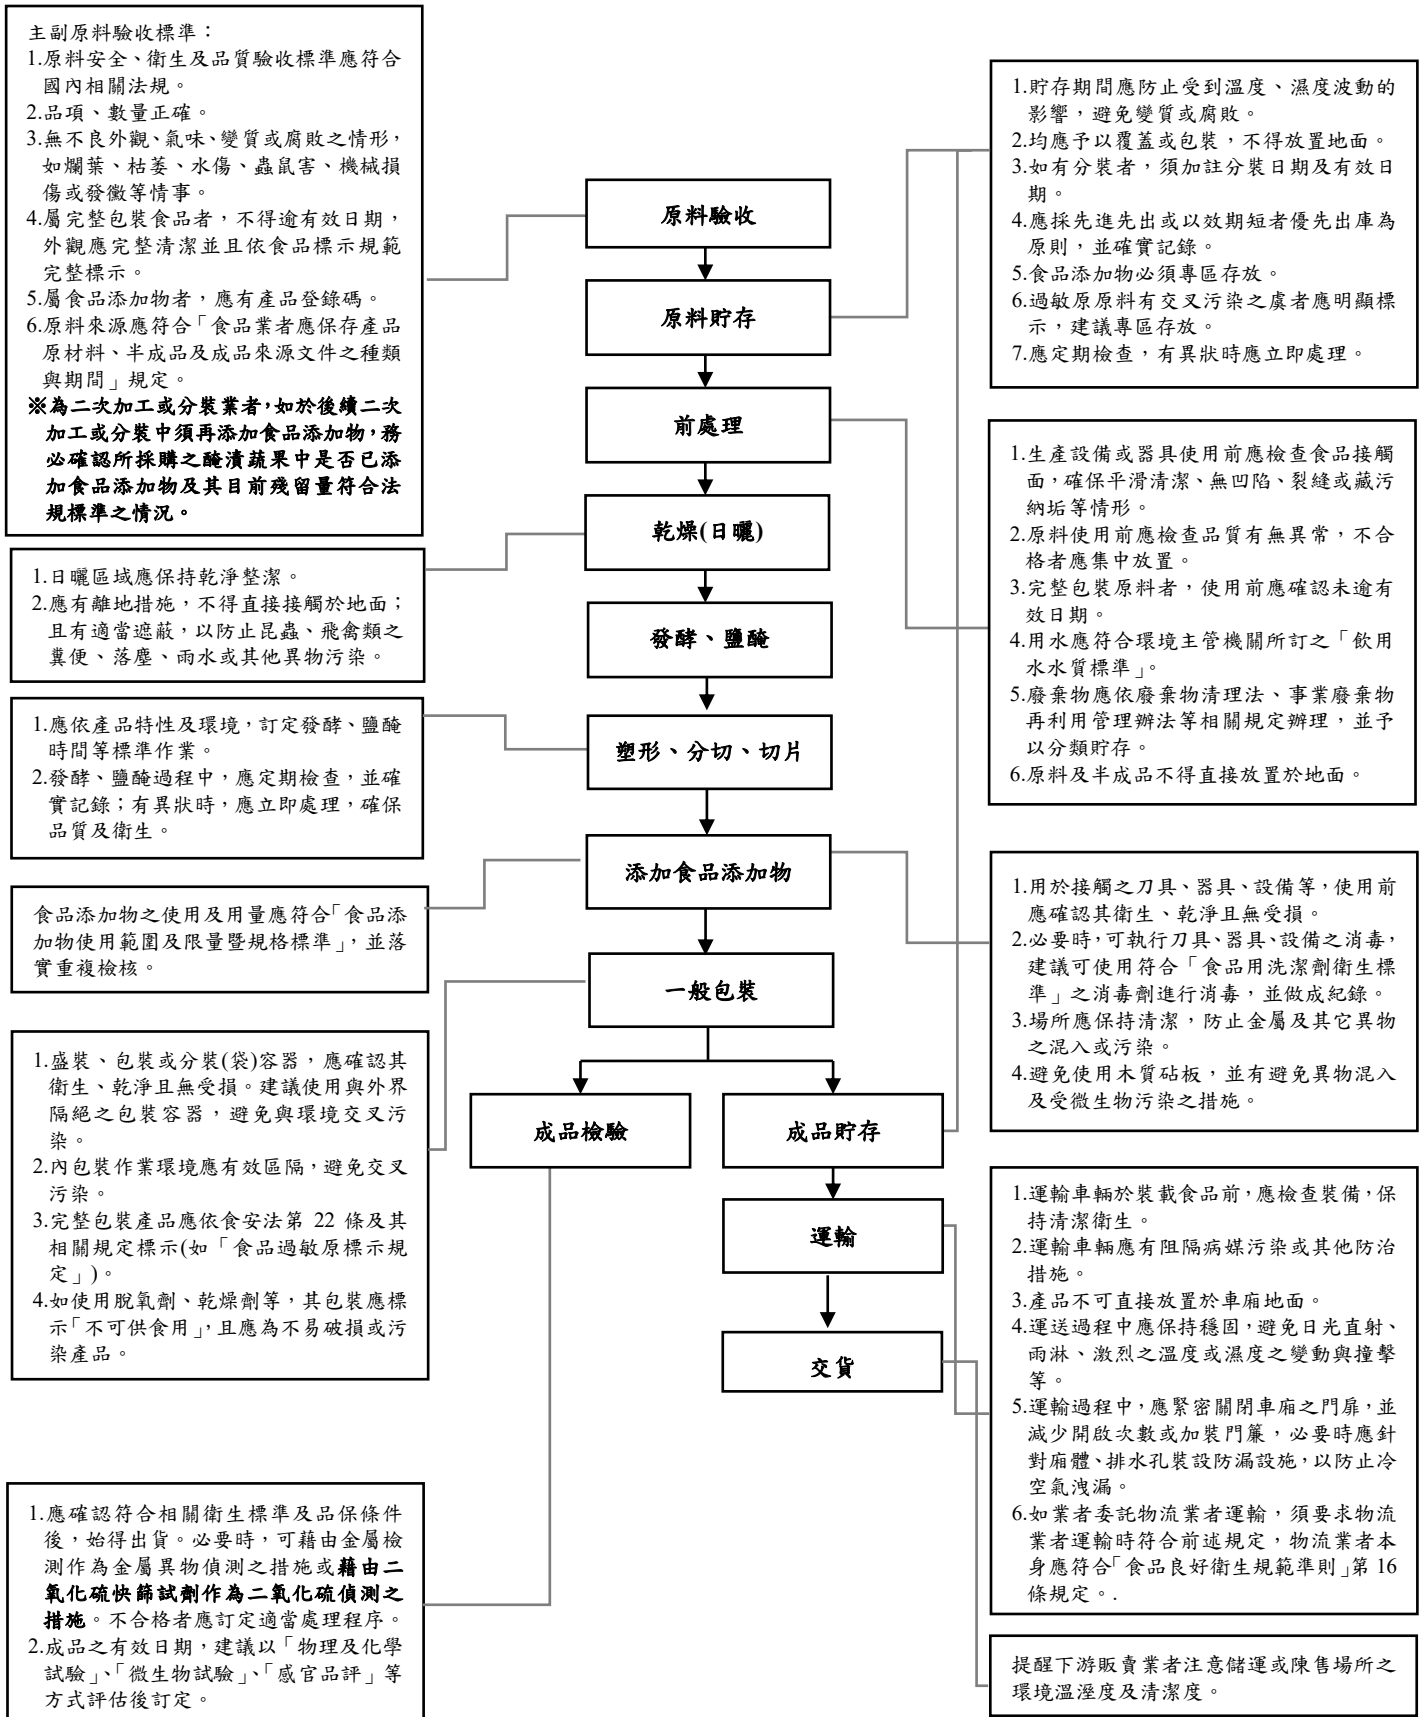 主副原料驗收標準：
1.原料安全、衛生及品質驗收標準應符合
國內相關法規。
2.品項、數量正確。
3.無不良外觀、氣味、變質或腐敗之情形，
如爛葉、枯萎、水傷、蟲鼠害、機械損
傷或發黴等情事。
4.屬完整包裝食品者，不得逾有效日期，
外觀應完整清潔並且依食品標示規範
完整標示。
5.屬食品添加物者，應有產品登錄碼。
6.原料來源應符合「食品業者應保存產品
原材料、半成品及成品來源文件之種類
與期間」規定。
※為二次加工或分裝業者，如於後續二次
加工或分裝中須再添加食品添加物，務
必確認所採購之醃漬蔬果中是否已添
加食品添加物及其目前殘留量符合法
規標準之情況。
1.日曬區域應保持乾淨整潔。
2.應有離地措施，不得直接接觸於地面；
且有適當遮蔽，以防止昆蟲、飛禽類之
糞便、落塵、雨水或其他異物污染。
1.應依產品特性及環境，訂定發酵、鹽醃
時間等標準作業。
2.發酵、鹽醃過程中，應定期檢查，並確
實記錄；有異狀時，應立即處理，確保
品質及衛生。
食品添加物之使用及用量應符合「食品添
加物使用範圍及限量暨規格標準」，並落
實重複檢核。
1.盛裝、包裝或分裝(袋)容器，應確認其
衛生、乾淨且無受損。建議使用與外界
隔絕之包裝容器，避免與環境交叉污
染。
2.內包裝作業環境應有效區隔，避免交叉
污染。
3.完整包裝產品應依食安法第 22 條及其
相關規定標示(如「食品過敏原標示規
定」)。
4.如使用脫氧劑、乾燥劑等，其包裝應標
示「不可供食用」，且應為不易破損或污
染產品。
1.應確認符合相關衛生標準及品保條件
後，始得出貨。必要時，可藉由金屬檢
測作為金屬異物偵測之措施或藉由二
氧化硫快篩試劑作為二氧化硫偵測之
措施。不合格者應訂定適當處理程序。
2.成品之有效日期，建議以「物理及化學
試驗」、「微生物試驗」、「感官品評」等
方式評估後訂定。
原料驗收
原料貯存
前處理
乾燥(日曬)
發酵、鹽醃
塑形、分切、切片
添加食品添加物
一般包裝
成品檢驗
成品貯存
運輸
交貨
1.貯存期間應防止受到溫度、濕度波動的
影響，避免變質或腐敗。
2.均應予以覆蓋或包裝，不得放置地面。
3.如有分裝者，須加註分裝日期及有效日
期。
4.應採先進先出或以效期短者優先出庫為
原則，並確實記錄。
5.食品添加物必須專區存放。
6.過敏原原料有交叉污染之虞者應明顯標
示，建議專區存放。
7.應定期檢查，有異狀時應立即處理。
1.生產設備或器具使用前應檢查食品接觸
面，確保平滑清潔、無凹陷、裂縫或藏污
納垢等情形。
2.原料使用前應檢查品質有無異常，不合
格者應集中放置。
3.完整包裝原料者，使用前應確認未逾有
效日期。
4.用水應符合環境主管機關所訂之「飲用
水水質標準」。
5.廢棄物應依廢棄物清理法、事業廢棄物
再利用管理辦法等相關規定辦理，並予
以分類貯存。
6.原料及半成品不得直接放置於地面。
1.用於接觸之刀具、器具、設備等，使用前
應確認其衛生、乾淨且無受損。
2.必要時，可執行刀具、器具、設備之消毒，
建議可使用符合「食品用洗潔劑衛生標
準」之消毒劑進行消毒，並做成紀錄。
3.場所應保持清潔，防止金屬及其它異物
之混入或污染。
4.避免使用木質砧板，並有避免異物混入
及受微生物污染之措施。
1.運輸車輛於裝載食品前，應檢查裝備，保
持清潔衛生。
2.運輸車輛應有阻隔病媒污染或其他防治
措施。
3.產品不可直接放置於車廂地面。
4.運送過程中應保持穩固，避免日光直射、
雨淋、激烈之溫度或濕度之變動與撞擊
等。
5.運輸過程中，應緊密關閉車廂之門扉，並
減少開啟次數或加裝門簾，必要時應針
對廂體、排水孔裝設防漏設施，以防止冷
空氣洩漏。
6.如業者委託物流業者運輸，須要求物流
業者運輸時符合前述規定，物流業者本
身應符合「食品良好衛生規範準則」第 16
條規定。.
提醒下游販賣業者注意儲運或陳售場所之
環境溫溼度及清潔度。